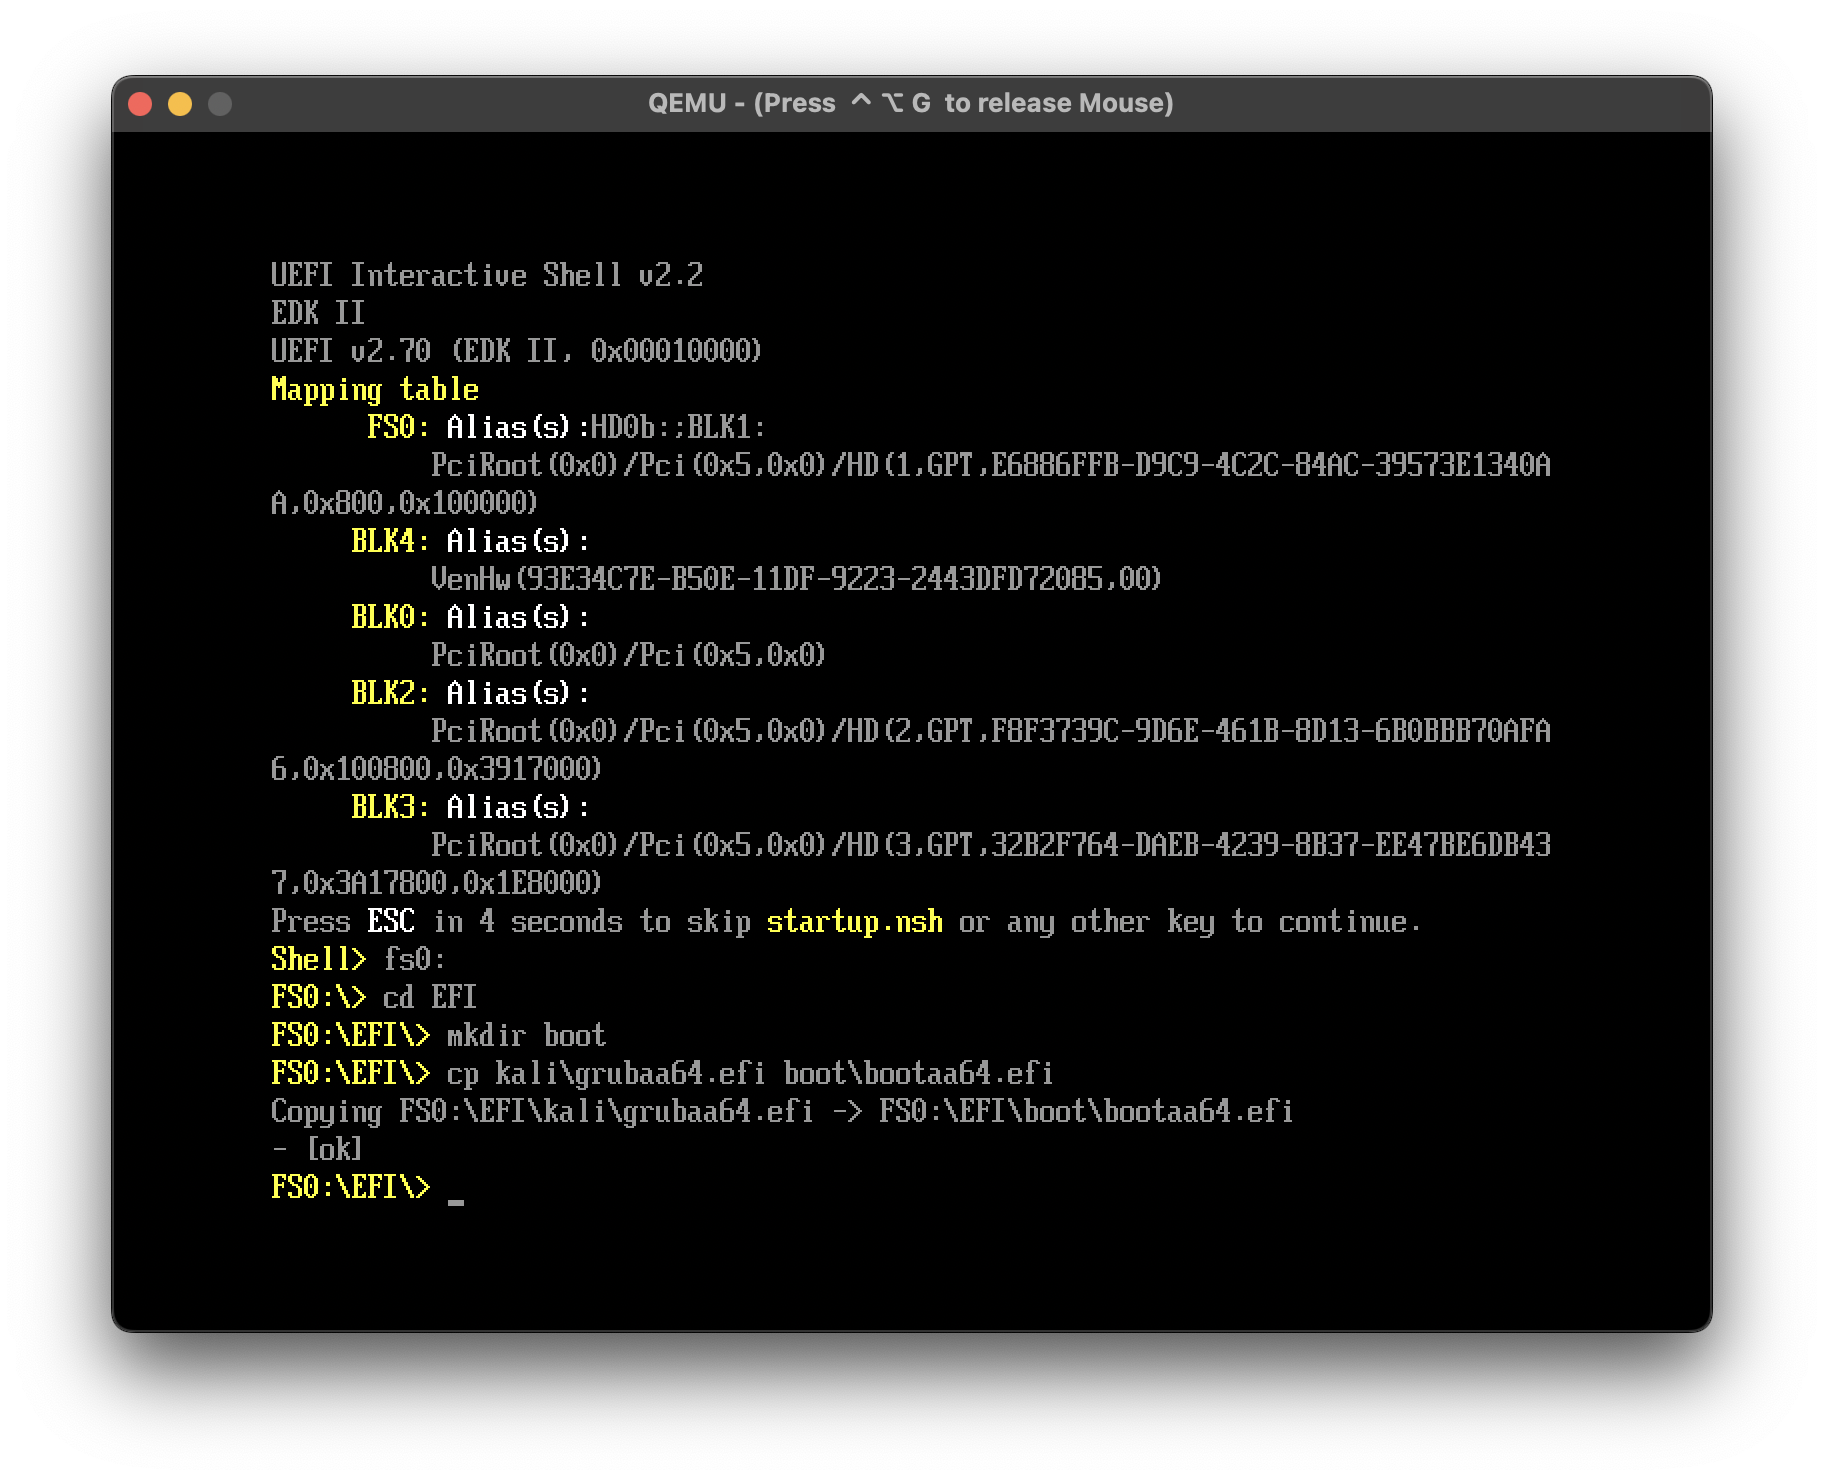 QEMU - (Press ⌃⌥G to release Mouse)
UEFI Interactive Shell v2.2
EDK II
UEFI v2.70 (EDK II, 0x00010000)
Mapping table
FS0: Alias(s):HD0b:;BLK1:
PciRoot(0x0)/Pci(0x5,0x0)/HD(1,GPT,E6886FFB-D9C9-4C2C-84AC-39573E1340A
A,0x800,0x100000)
BLK4: Alias(s):
VenHw(93E34C7E-B50E-11DF-9223-2443DFD72085,00)
BLK0: Alias(s):
PciRoot(0x0)/Pci(0x5,0x0)
BLK2: Alias(s):
PciRoot(0x0)/Pci(0x5,0x0)/HD(2,GPT,F8F3739C-9D6E-461B-8D13-6B0BBB70AFA
6,0x100800,0x3917000)
BLK3: Alias(s):
PciRoot(0x0)/Pci(0x5,0x0)/HD(3,GPT,32B2F764-DAEB-4239-8B37-EE47BE6DB43
7,0x3A17800,0x1E8000)
Press ESC in 4 seconds to skip startup.nsh or any other key to continue.
Shell> fs0:
FS0:\> cd EFI
FS0:\EFI\> mkdir boot
FS0:\EFI\> cp kali\grubaa64.efi boot\bootaa64.efi
Copying FS0:\EFI\kali\grubaa64.efi -> FS0:\EFI\boot\bootaa64.efi
- [ok]
FS0:\EFI\> _